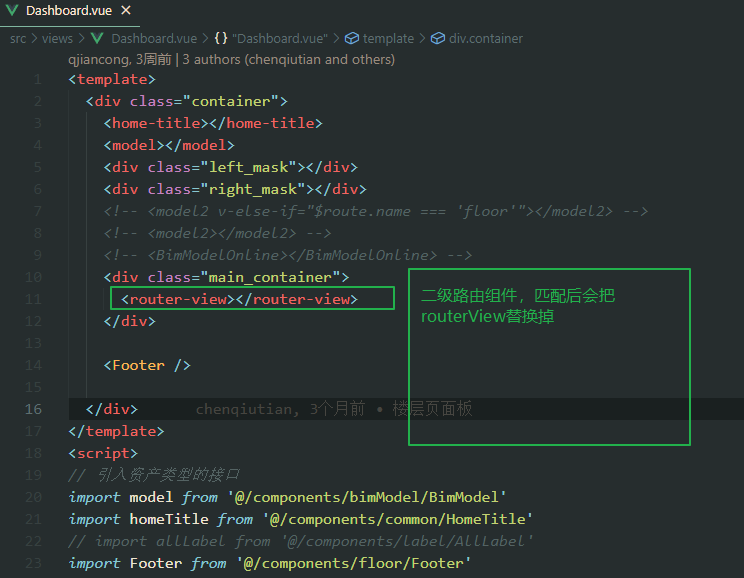 Dashboard.vue ×
src > views > Dashboard.vue > {} "Dashboard.vue" > template > div.container
qjiancong, 3周前 | 3 authors (chenqiutian and others)
1 <template>
2 <div class="container">
3 <home-title></home-title>
4 <model></model>
5 <div class="left_mask"></div>
6 <div class="right_mask"></div>
7 <!-- <model2 v-else-if="$route.name === 'floor'"></model2> -->
8 <!-- <model2></model2> -->
9 <!-- <BimModelOnline></BimModelOnline> -->
10 <div class="main_container">
11 <router-view></router-view>
二级路由组件，匹配后会把
routerView替换掉
12 </div>
13
14 <Footer />
15
16 </div> chenqiutian, 3个月前 • 楼层页面板
17 </template>
18 <script>
19 // 引入资产类型的接口
20 import model from '@/components/bimModel/BimModel'
21 import homeTitle from '@/components/common/HomeTitle'
22 // import allLabel from '@/components/label/AllLabel'
23 import Footer from '@/components/floor/Footer'